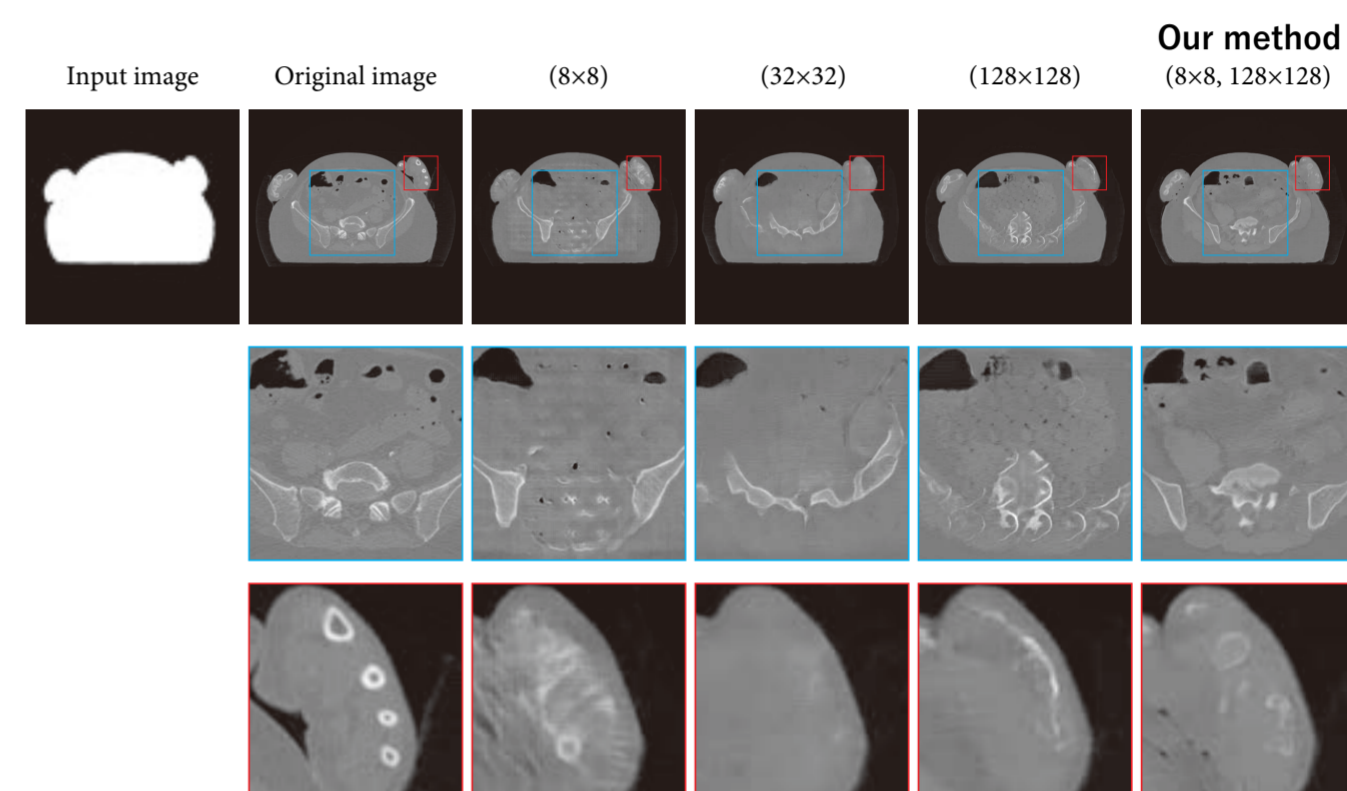 Our method
Input image
Original image
(8×8)
(32×32)
(128×128)
(8×8, 128×128)